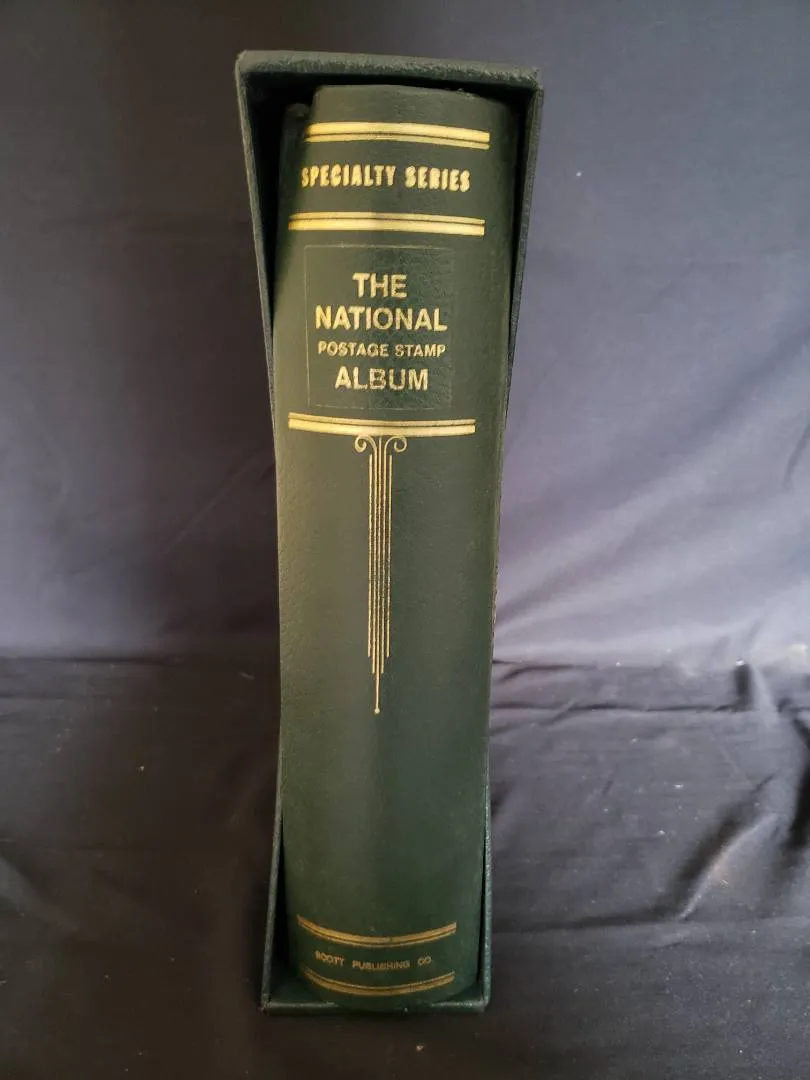 SPECIALTY SERIES
THE
NATIONAL
POSTAGE STAMP
ALBUM
SCOTT PUBLISHING CO.